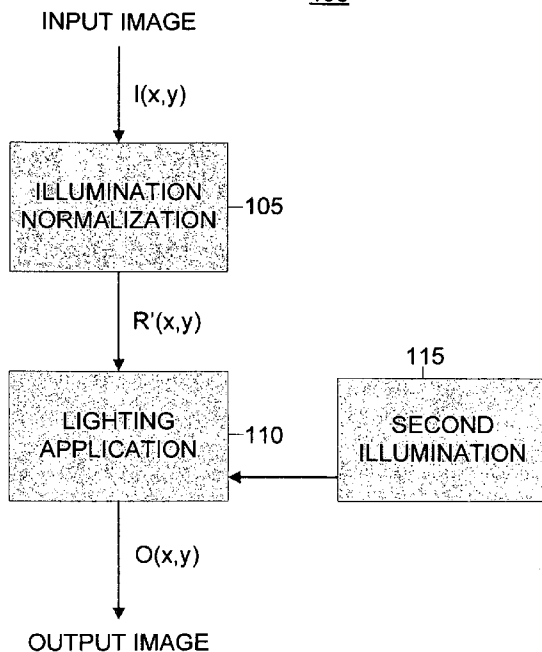 INPUT IMAGE
I(x,y)
ILLUMINATION
NORMALIZATION
105
R'(x,y)
115
LIGHTING
APPLICATION
110
SECOND
ILLUMINATION
O(x,y)
OUTPUT IMAGE